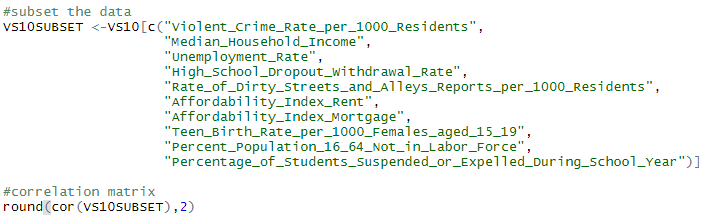 #subset the data
VS10SUBSET <-VS10[c("Violent_Crime_Rate_per_1000_Residents",
"Median_Household_Income",
"Unemployment_Rate",
"High_School_Dropout_Withdrawal_Rate",
"Rate_of_Dirty_Streets_and_Alleys_Reports_per_1000_Residents",
"Affordability_Index_Rent",
"Affordability_Index_Mortgage",
"Teen_Birth_Rate_per_1000_Females_aged_15_19",
"Percent_Population_16_64_Not_in_Labor_Force",
"Percentage_of_Students_Suspended_or_Expelled_During_School_Year")]
#correlation matrix
round(cor(VS10SUBSET),2)